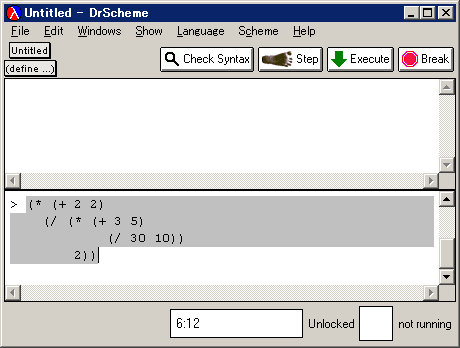 Untitled - DrScheme
File Edit Windows Show Language Scheme Help
Untitled
(define ...)
Check Syntax Step Execute Break
> (* (+ 2 2)
(/ (* (+ 3 5)
(/ 30 10))
2))
6:12 Unlocked not running